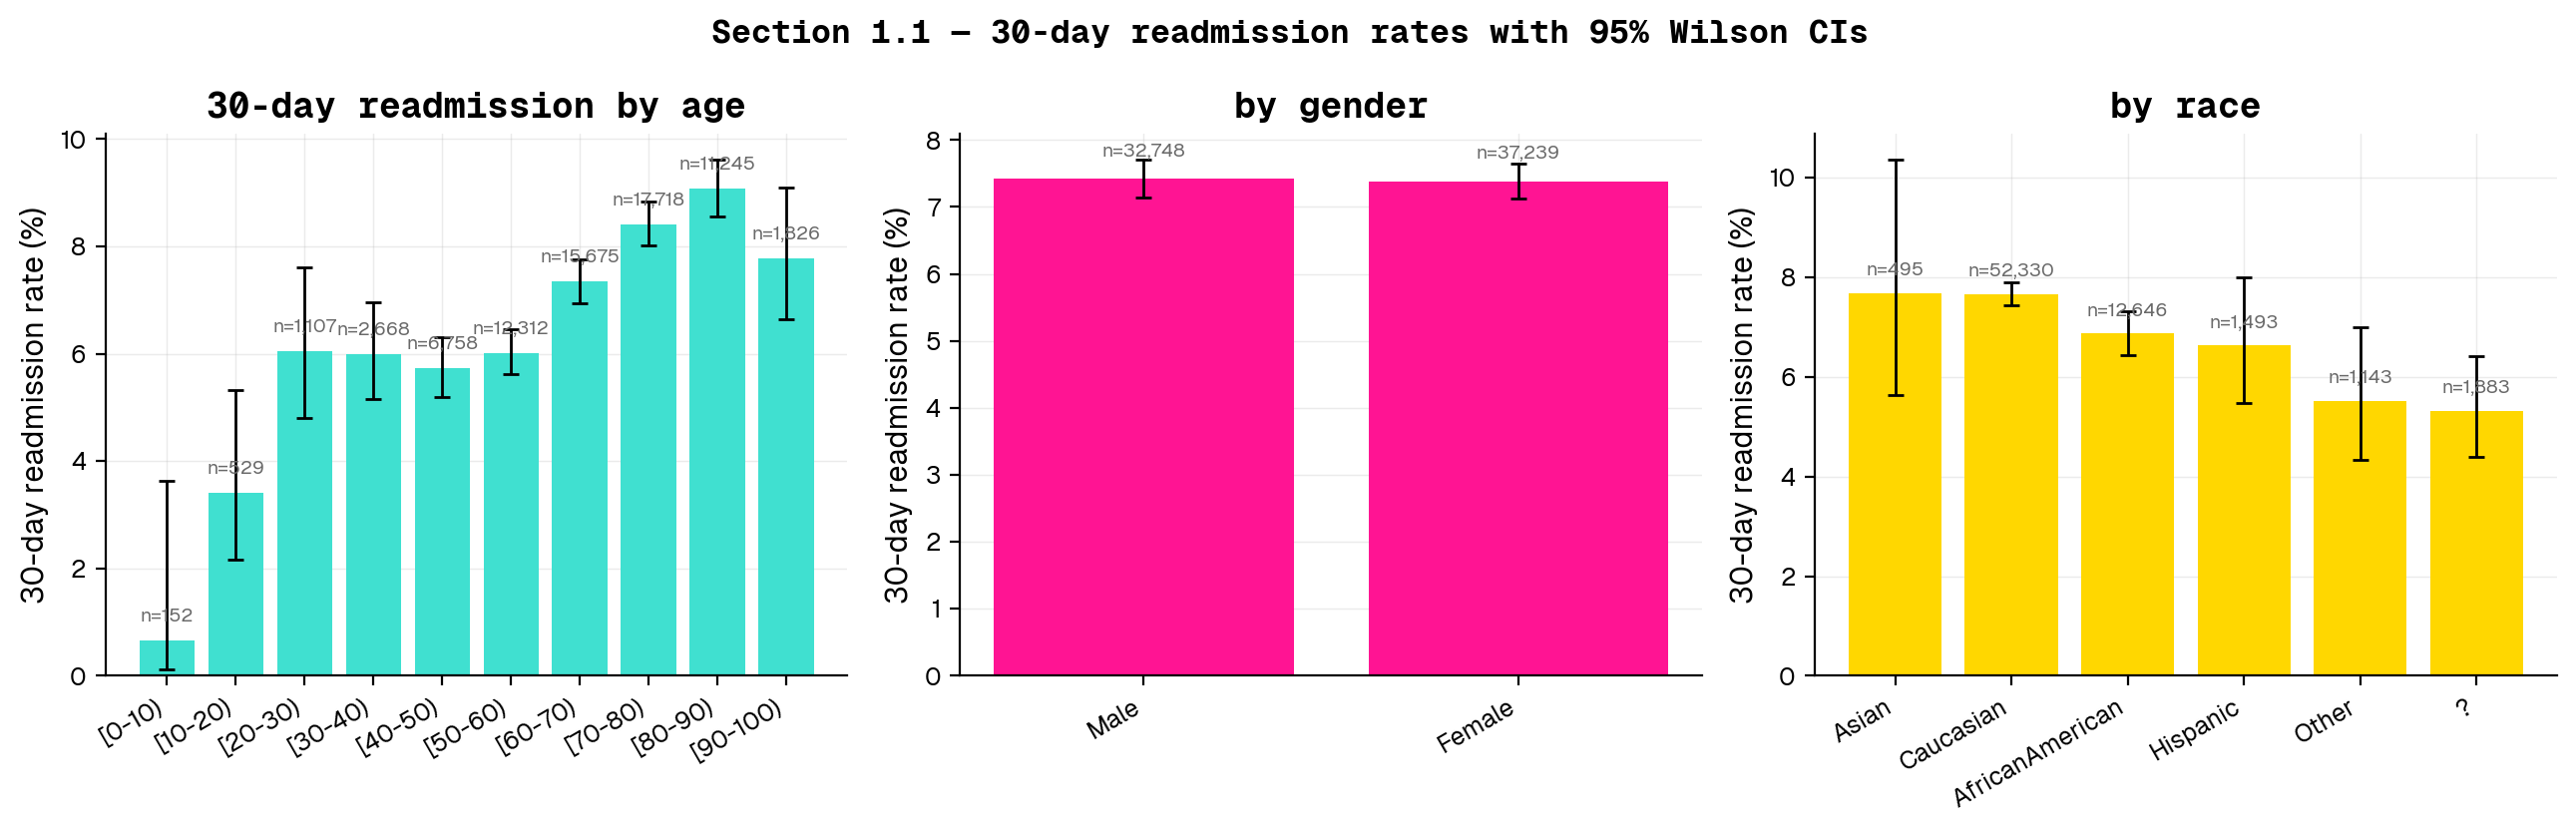 Section 1.1 — 30-day readmission rates with 95% Wilson CIs
30-day readmission by age
30-day readmission rate (%)
10
8
6
4
2
0
n=152
n=529
n=1,107
n=2,668
n=6,758
n=12,312
n=15,675
n=17,718
n=11,245
n=1,826
[0-10)
[10-20)
[20-30)
[30-40)
[40-50)
[50-60)
[60-70)
[70-80)
[80-90)
[90-100)
by gender
30-day readmission rate (%)
8
7
6
5
4
3
2
1
0
n=32,748
n=37,239
Male
Female
by race
30-day readmission rate (%)
10
8
6
4
2
0
n=495
n=52,330
n=12,646
n=1,493
n=1,143
n=1,883
Asian
Caucasian
AfricanAmerican
Hispanic
Other
?